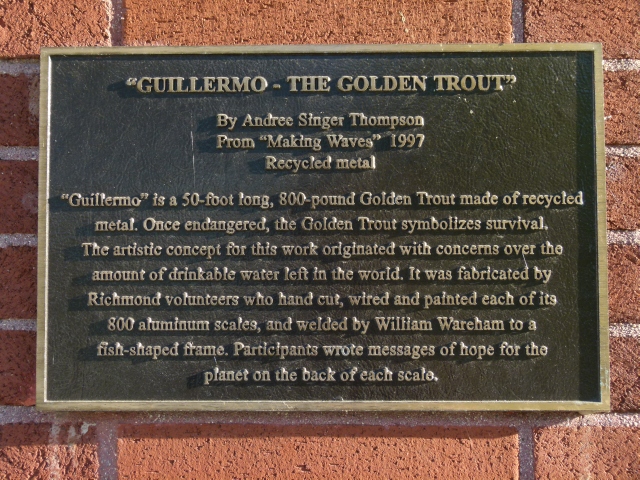 "GUILLERMO - THE GOLDEN TROUT"
By Andree Singer Thompson
From "Making Waves" 1997
Recycled metal
"Guillermo" is a 50-foot long, 800-pound Golden Trout made of recycled
metal. Once endangered, the Golden Trout symbolizes survival.
The artistic concept for this work originated with concerns over the
amount of drinkable water left in the world. It was fabricated by
Richmond volunteers who hand cut, wired and painted each of its
800 aluminum scales, and welded by William Wareham to a
fish-shaped frame. Participants wrote messages of hope for the
planet on the back of each scale.